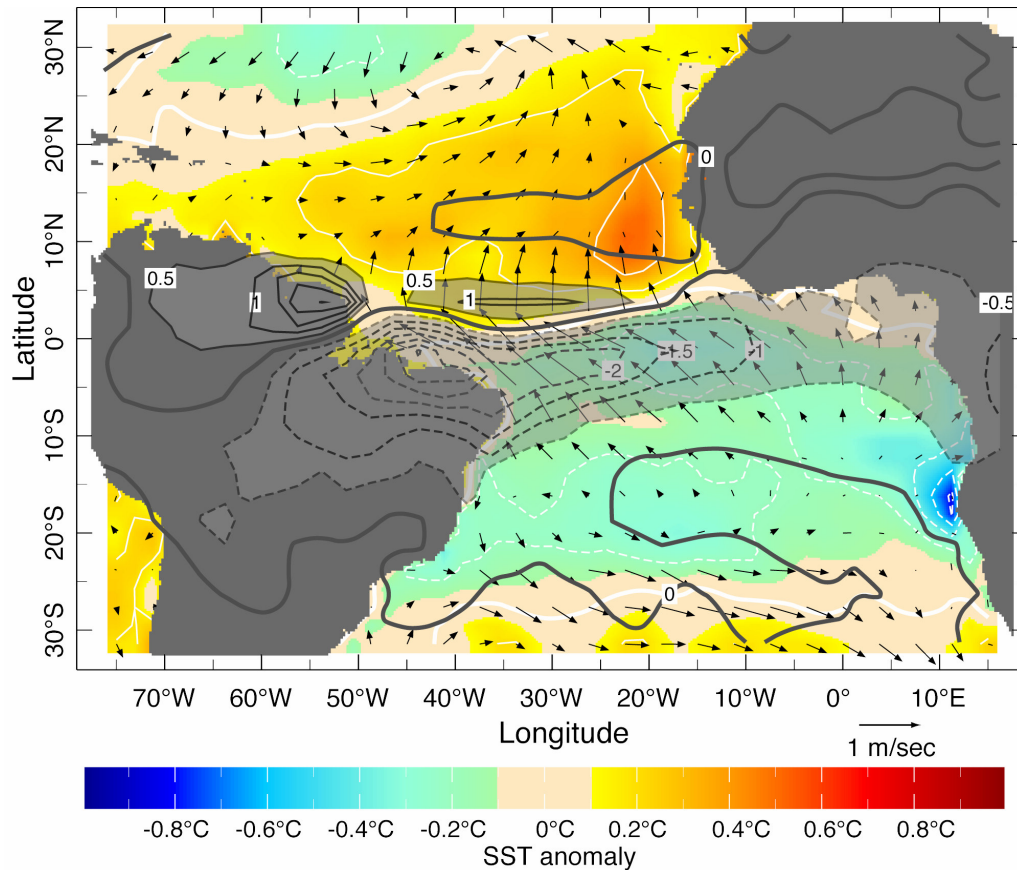 30°N
20°N
10°N
0°
10°S
20°S
30°S
Latitude
0
0.5
1
0.5
1
-0.5
-1.5
-1
-2
0
70°W
60°W
50°W
40°W
30°W
20°W
10°W
0°
10°E
Longitude
1 m/sec
-0.8°C
-0.6°C
-0.4°C
-0.2°C
0°C
0.2°C
0.4°C
0.6°C
0.8°C
SST anomaly